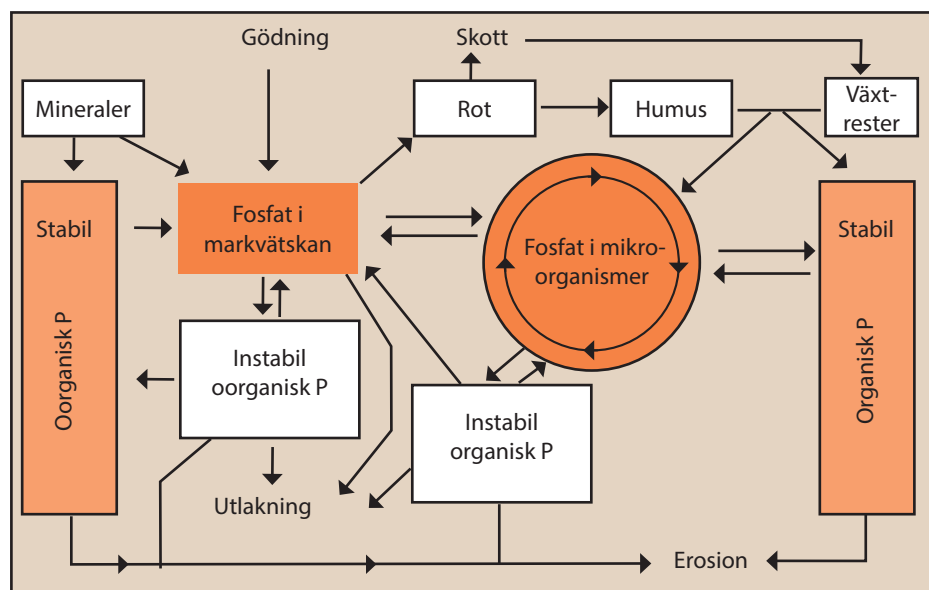 Gödning
Skott
Mineraler
Rot
Humus
Växt-
rester
Stabil
Oorganisk P
Fosfat i
markvätskan
Fosfat i mikro-
organismer
Stabil
Organisk P
Instabil
oorganisk P
Instabil
organisk P
Utlakning
Erosion